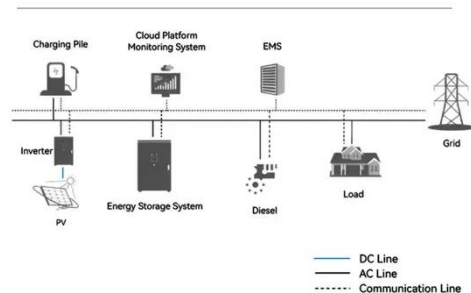 Charging Pile
Cloud Platform
Monitoring System
EMS
Grid
Inverter
PV
Energy Storage System
Diesel
Load
DC Line
AC Line
Communication Line